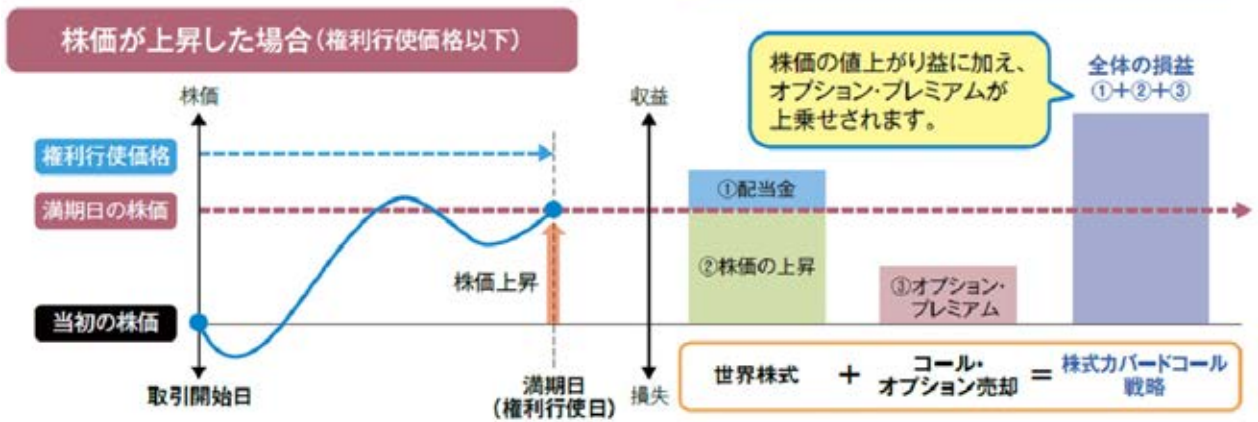 株価が上昇した場合(権利行使価格以下)
株価
権利行使価格
満期日の株価
当初の株価
取引開始日
株価上昇
満期日
(権利行使日)
収益
損失
株価の値上がり益に加え、
オプション・プレミアムが
上乗せされます。
全体の損益
①+②+③
①配当金
②株価の上昇
③オプション・
プレミアム
世界株式
+
コール・
オプション売却
=
株式カバードコール
戦略